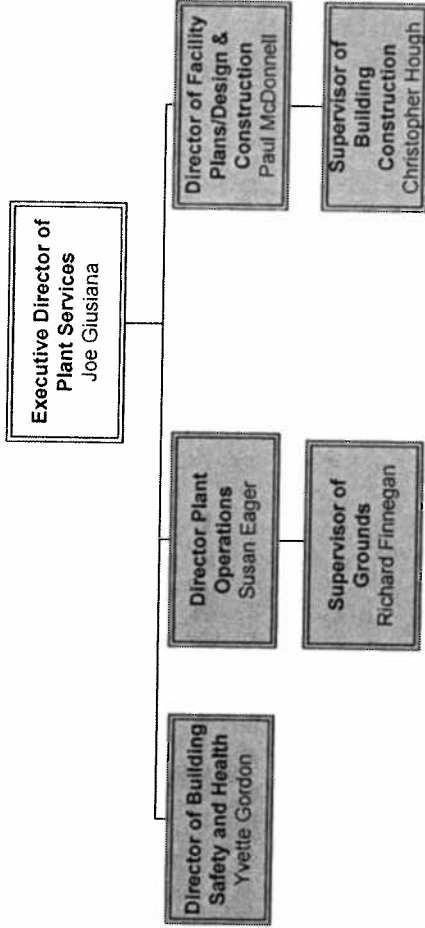 Executive Director of
Plant Services
Joe Giusiana
Director of Building
Safety and Health
Yvette Gordon
Director Plant
Operations
Susan Eager
Director of Facility
Plans/Design &
Construction
Paul McDonnell
Supervisor of
Grounds
Richard Finnegan
Supervisor of
Building
Construction
Christopher Hough